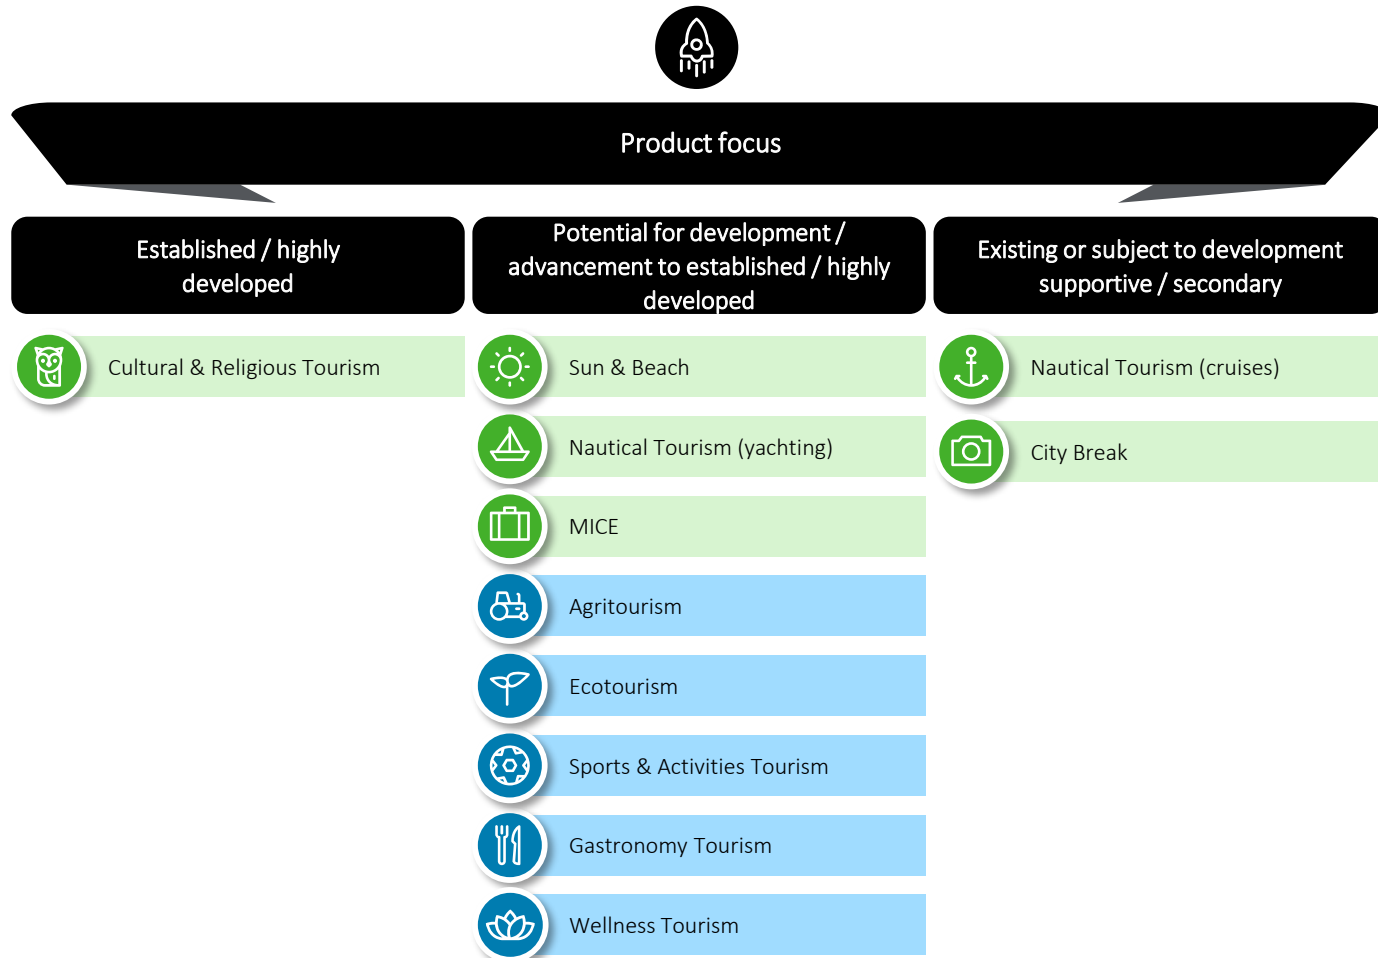 Product focus
Established / highly
developed
Cultural & Religious Tourism
Potential for development /
advancement to established / highly
developed
Sun & Beach
Nautical Tourism (yachting)
MICE
Agritourism
Ecotourism
Sports & Activities Tourism
Gastronomy Tourism
Wellness Tourism
Existing or subject to development
supportive / secondary
Nautical Tourism (cruises)
City Break